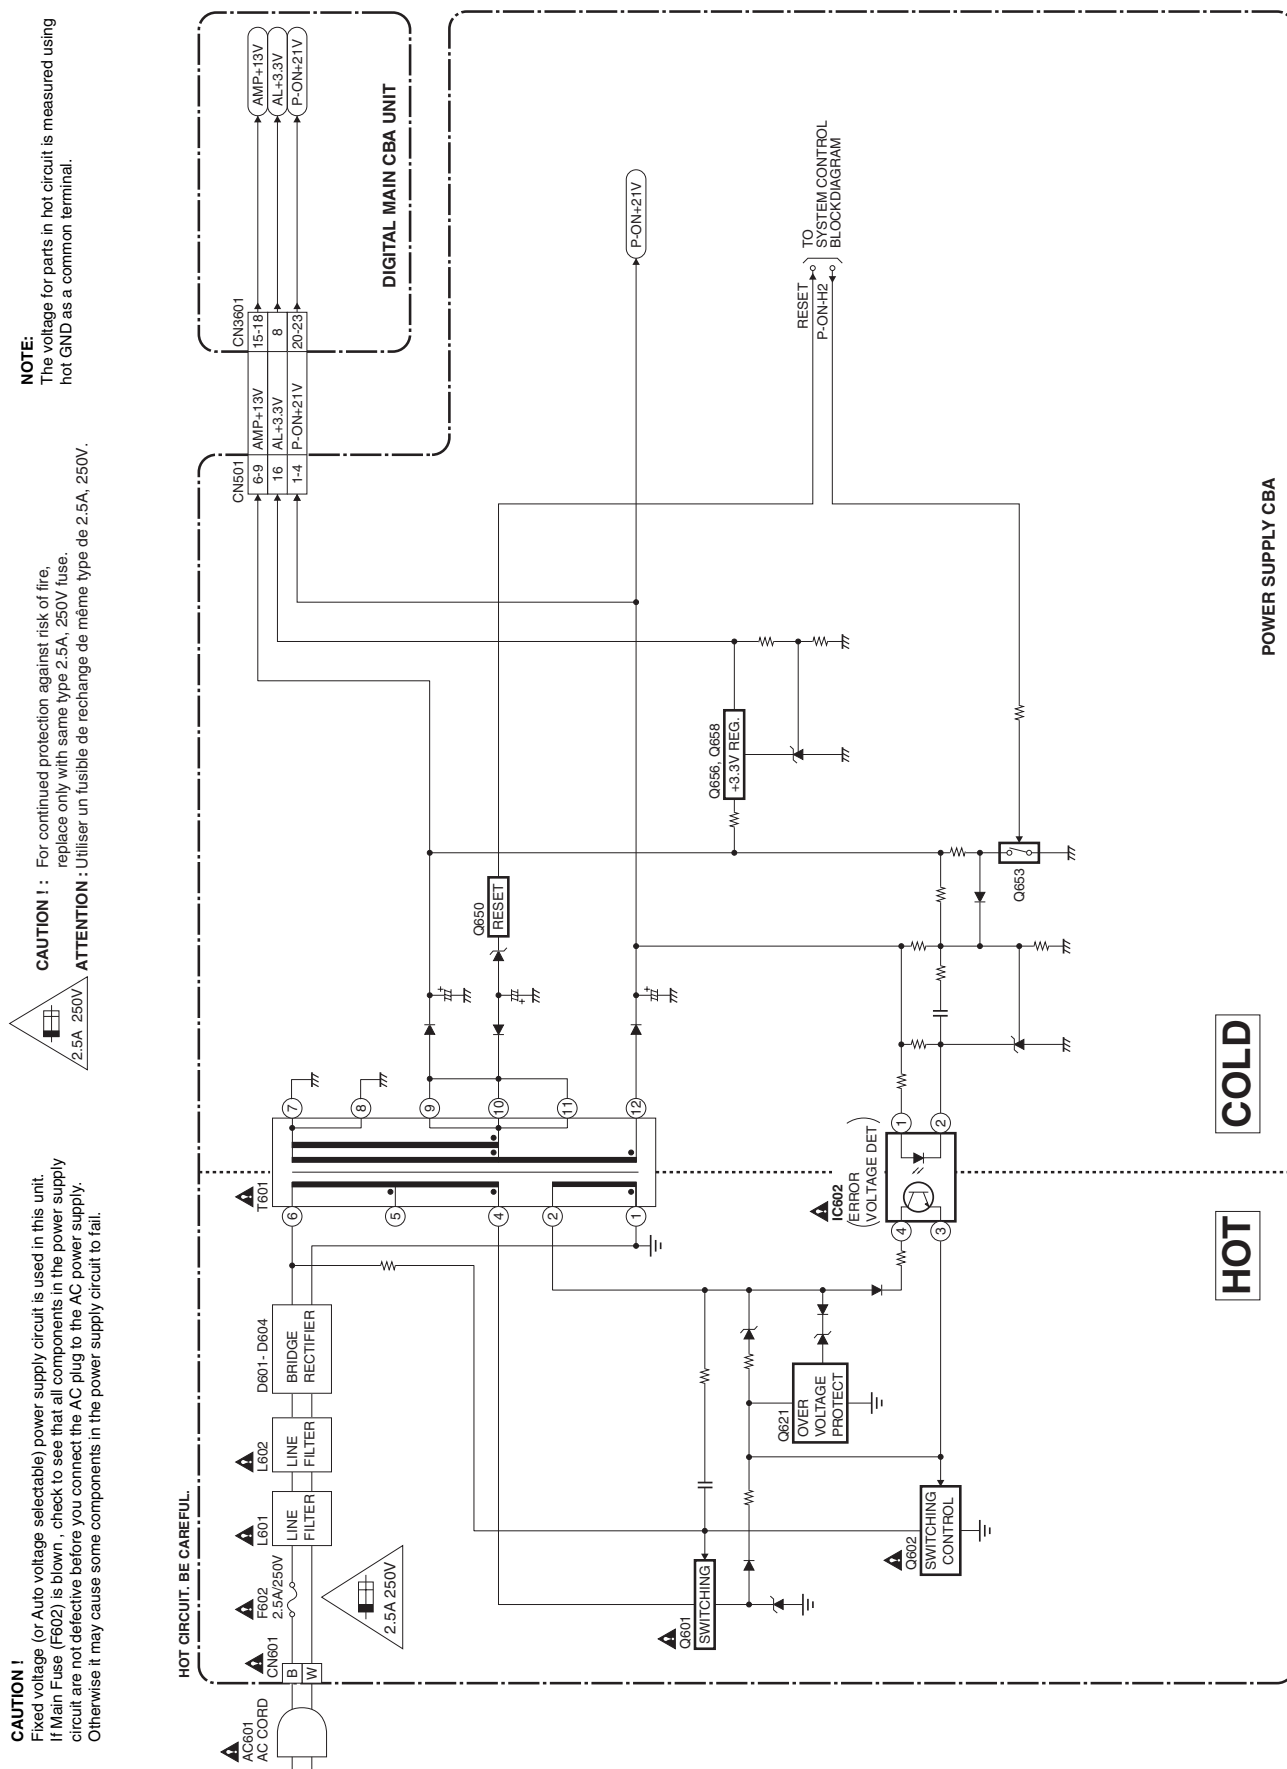 CAUTION !
Fixed voltage (or Auto voltage selectable) power supply circuit is used in this unit.
If Main Fuse (F602) is blown , check to see that all components in the power supply
circuit are not defective before you connect the AC plug to the AC power supply.
Otherwise it may cause some components in the power supply circuit to fail.
2.5A 250V
CAUTION ! : For continued protection against risk of fire,
replace only with same type 2.5A, 250V fuse.
ATTENTION : Utiliser un fusible de rechange de même type de 2.5A, 250V.
NOTE:
The voltage for parts in hot circuit is measured using
hot GND as a common terminal.
HOT CIRCUIT. BE CAREFUL.
AC601
AC CORD
CN601
B
W
F602
2.5A/250V
2.5A 250V
L601
LINE
FILTER
L602
LINE
FILTER
D601- D604
BRIDGE
RECTIFIER
T601
6
5
4
2
1
7
8
9
10
11
12
CN501
6-9
16
1-4
AMP+13V
AL+3.3V
P-ON+21V
CN3601
15-18
8
20-23
AMP+13V
AL+3.3V
P-ON+21V
DIGITAL MAIN CBA UNIT
Q650
RESET
P-ON+21V
Q656, Q658
+3.3V REG.
RESET
P-ON-H2
TO
SYSTEM CONTROL
BLOCKDIAGRAM
Q601
SWITCHING
Q621
OVER
VOLTAGE
PROTECT
Q602
SWITCHING
CONTROL
IC602
ERROR
VOLTAGE DET
4
3
1
2
Q653
HOT
COLD
POWER SUPPLY CBA